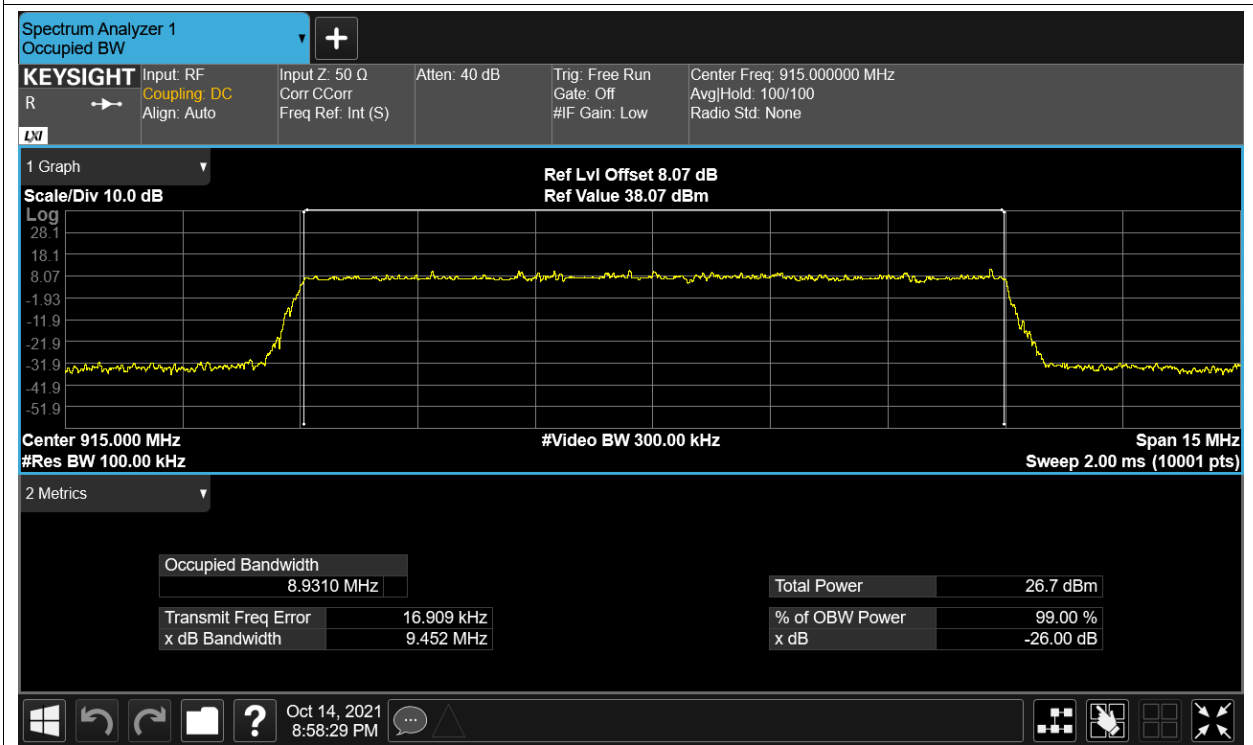 Spectrum Analyzer 1
Occupied BW
KEYSIGHT
R
LXI
Input: RF
Coupling: DC
Align: Auto
Input Z: 50 Ω
Corr CCorr
Freq Ref: Int (S)
Atten: 40 dB
Trig: Free Run
Gate: Off
#IF Gain: Low
Center Freq: 915.000000 MHz
Avg|Hold: 100/100
Radio Std: None
1 Graph
Scale/Div 10.0 dB
Ref Lvl Offset 8.07 dB
Ref Value 38.07 dBm
Log
28.1
18.1
8.07
-1.93
-11.9
-21.9
-31.9
-41.9
-51.9
Center 915.000 MHz
#Video BW 300.00 kHz
Span 15 MHz
#Res BW 100.00 kHz
Sweep 2.00 ms (10001 pts)
2 Metrics
Occupied Bandwidth
8.9310 MHz
Total Power 26.7 dBm
Transmit Freq Error 16.909 kHz
% of OBW Power 99.00 %
x dB Bandwidth 9.452 MHz
x dB -26.00 dB
?
Oct 14, 2021
8:58:29 PM